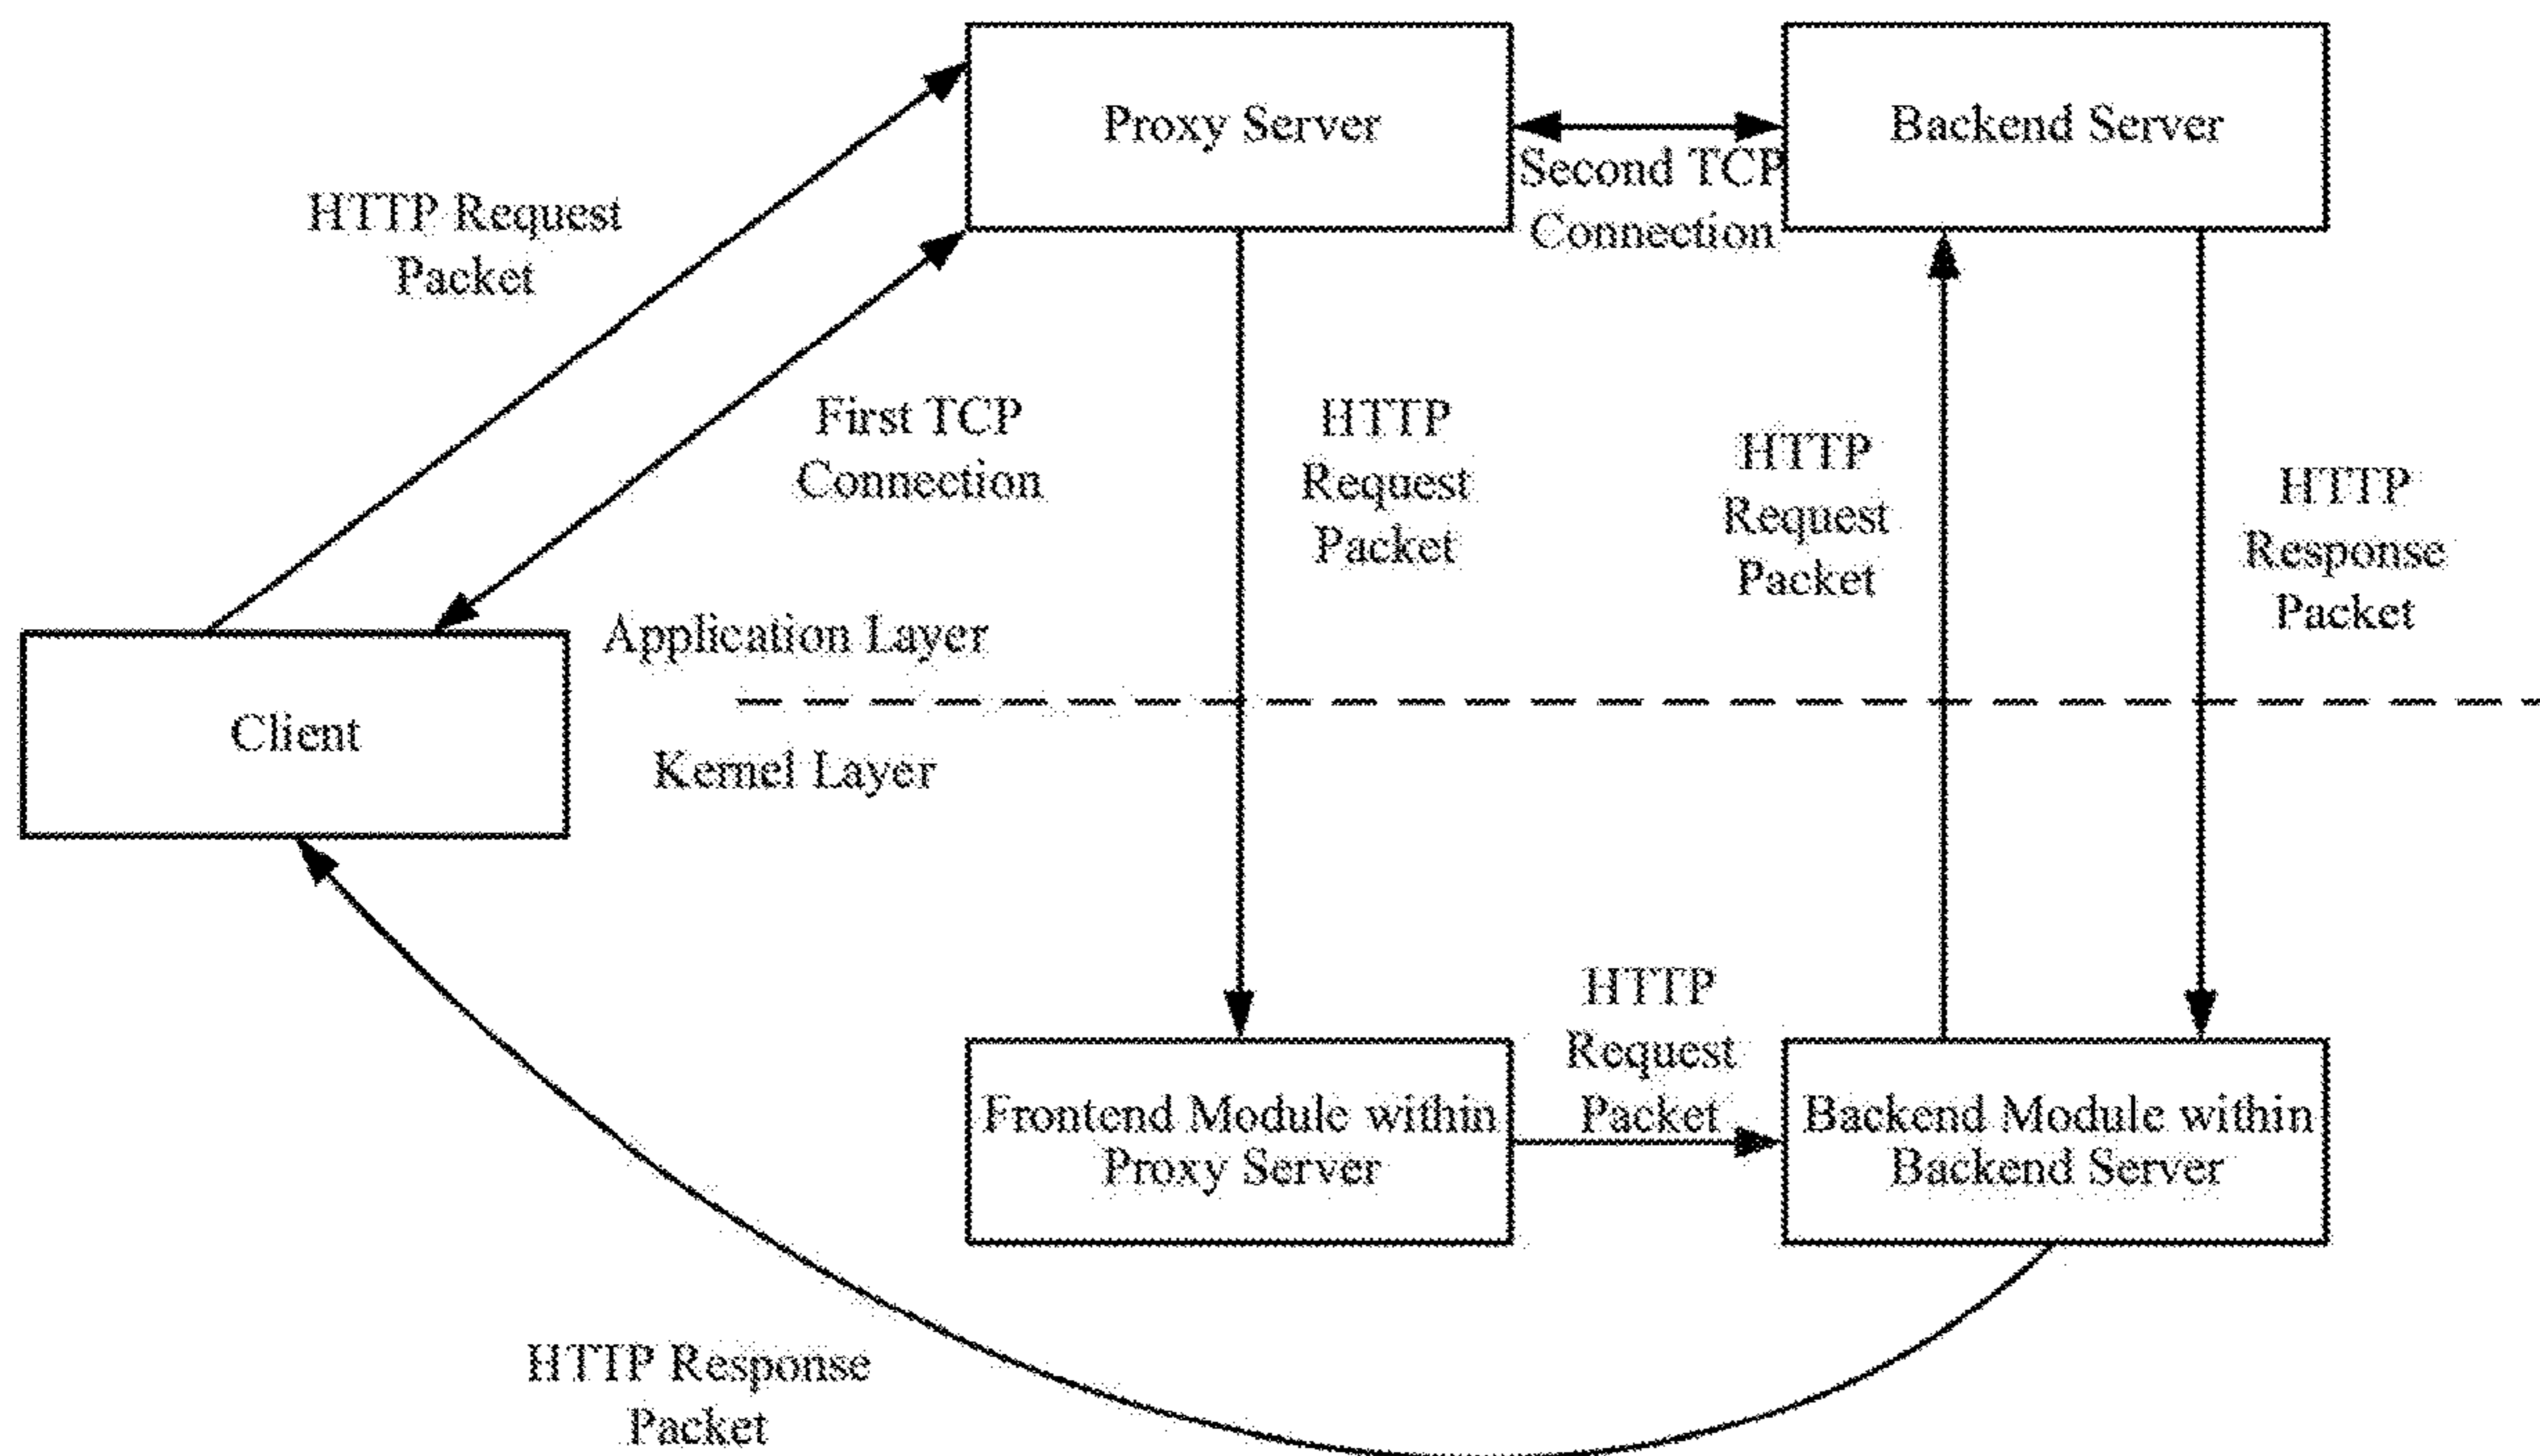 Proxy Server
Backend Server
Second TCP
Connection
HTTP Request
Packet
First TCP
Connection
HTTP
Request
Packet
HTTP
Request
Packet
HTTP
Response
Packet
Application Layer
Client
Kernel Layer
HTTP
Request
Packet
Frontend Module within
Proxy Server
Backend Module within
Backend Server
HTTP Response
Packet